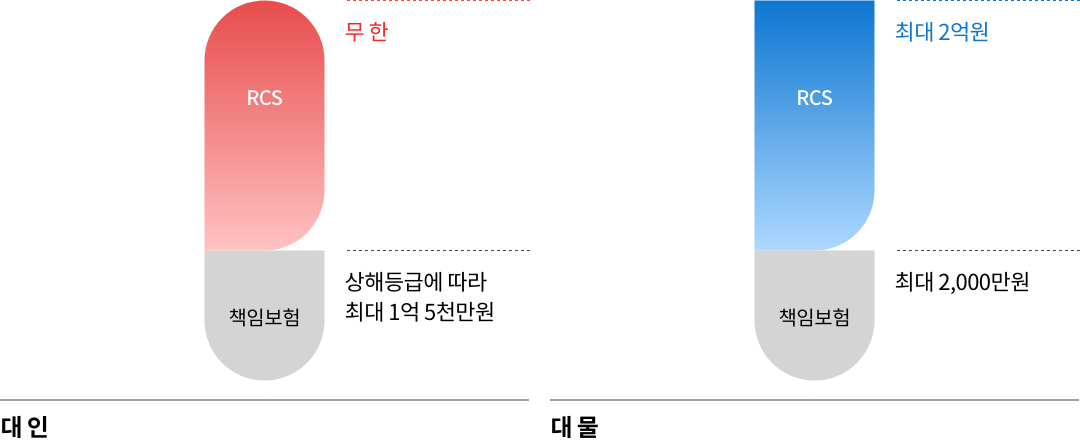 무 한
RCS
상해등급에 따라
최대 1억 5천만원
책임보험
대 인
최대 2억원
RCS
최대 2,000만원
책임보험
대 물